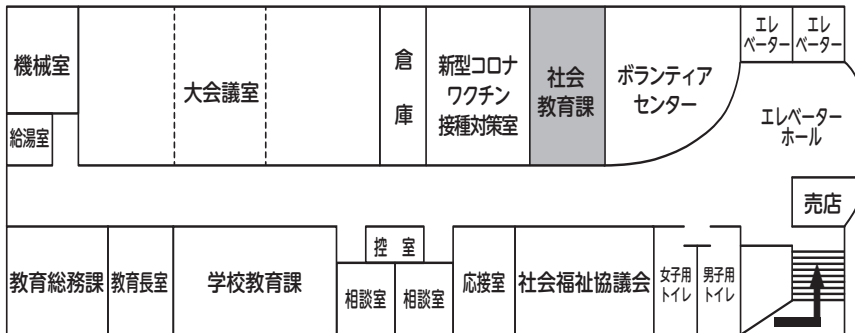 機械室
給湯室
大会議室
倉
庫
新型コロナ
ワクチン
接種対策室
社会
教育課
ボランティア
センター
エレ
ベーター
エレ
ベーター
エレベーター
ホール
売店
教育総務課
教育長室
学校教育課
控 室
相談室
相談室
応接室
社会福祉協議会
女子用
トイレ
男子用
トイレ